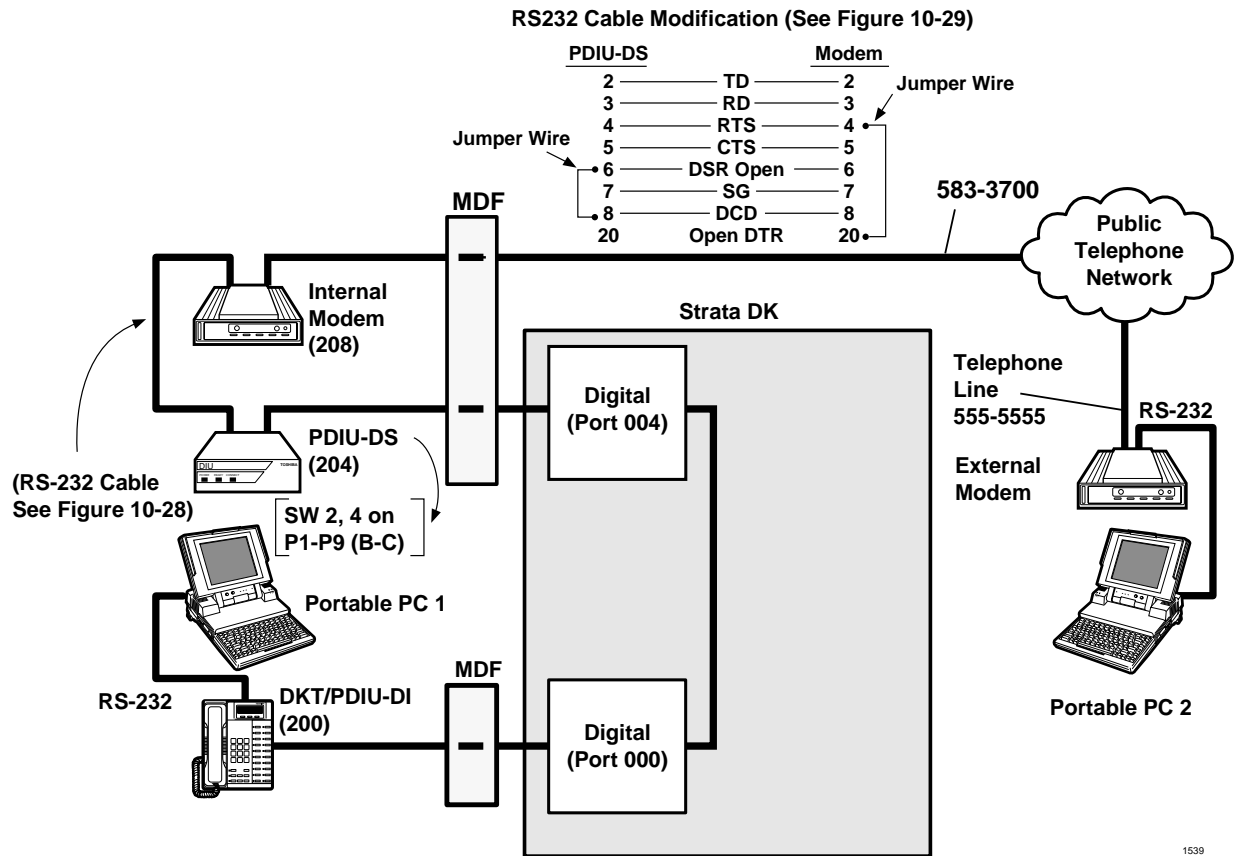 RS232 Cable Modification (See Figure 10-29)
PDIU-DS Modem
2 TD 2
3 RD 3
4 RTS 4
5 CTS 5
6 DSR Open 6
7 SG 7
8 DCD 8
20 Open DTR 20
Jumper Wire
Jumper Wire
MDF
583-3700
Public
Telephone
Network
Internal
Modem
(208)
Strata DK
Digital
(Port 004)
Telephone
Line
555-5555
RS-232
PDIU-DS
(204)
DIU
TOSHIBA
External
Modem
(RS-232 Cable
See Figure 10-28)
SW 2, 4 on
P1-P9 (B-C)
Portable PC 1
MDF
RS-232
DKT/PDIU-DI
(200)
Digital
(Port 000)
Portable PC 2
1539